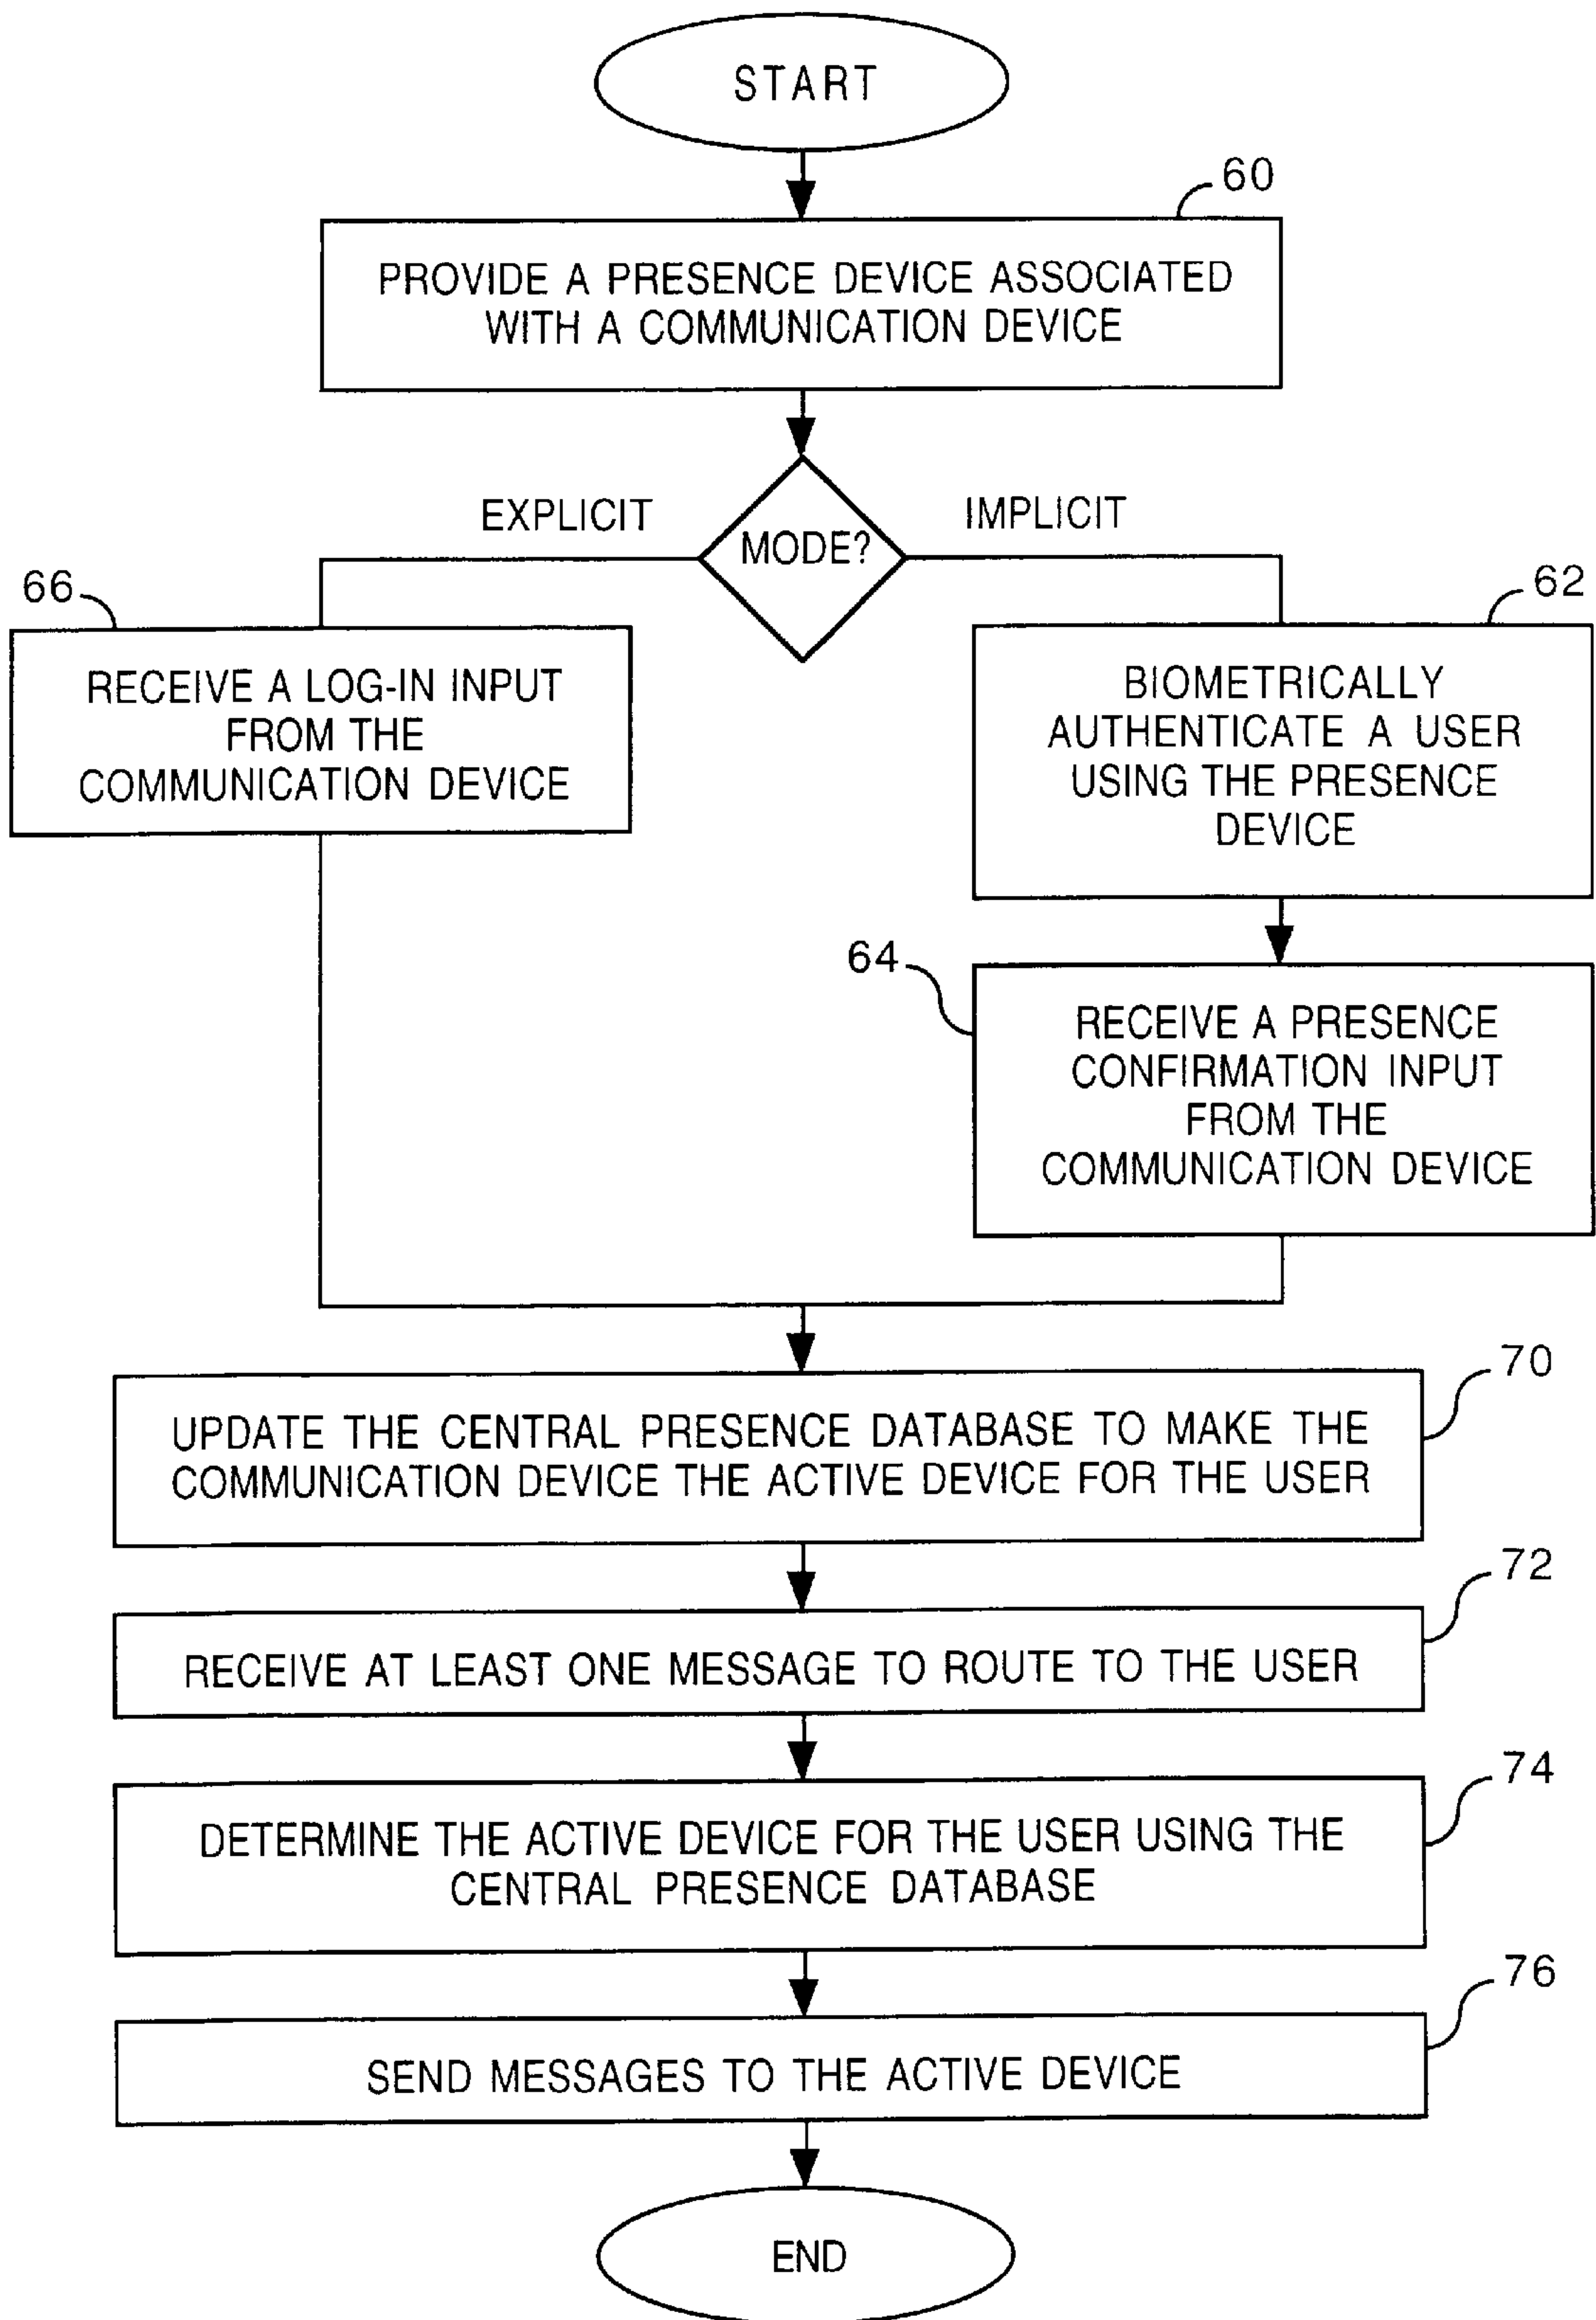 START
60
PROVIDE A PRESENCE DEVICE ASSOCIATED
WITH A COMMUNICATION DEVICE
EXPLICIT
MODE?
IMPLICIT
66
RECEIVE A LOG-IN INPUT
FROM THE
COMMUNICATION DEVICE
62
BIOMETRICALLY
AUTHENTICATE A USER
USING THE PRESENCE
DEVICE
64
RECEIVE A PRESENCE
CONFIRMATION INPUT
FROM THE
COMMUNICATION DEVICE
70
UPDATE THE CENTRAL PRESENCE DATABASE TO MAKE THE
COMMUNICATION DEVICE THE ACTIVE DEVICE FOR THE USER
72
RECEIVE AT LEAST ONE MESSAGE TO ROUTE TO THE USER
74
DETERMINE THE ACTIVE DEVICE FOR THE USER USING THE
CENTRAL PRESENCE DATABASE
76
SEND MESSAGES TO THE ACTIVE DEVICE
END